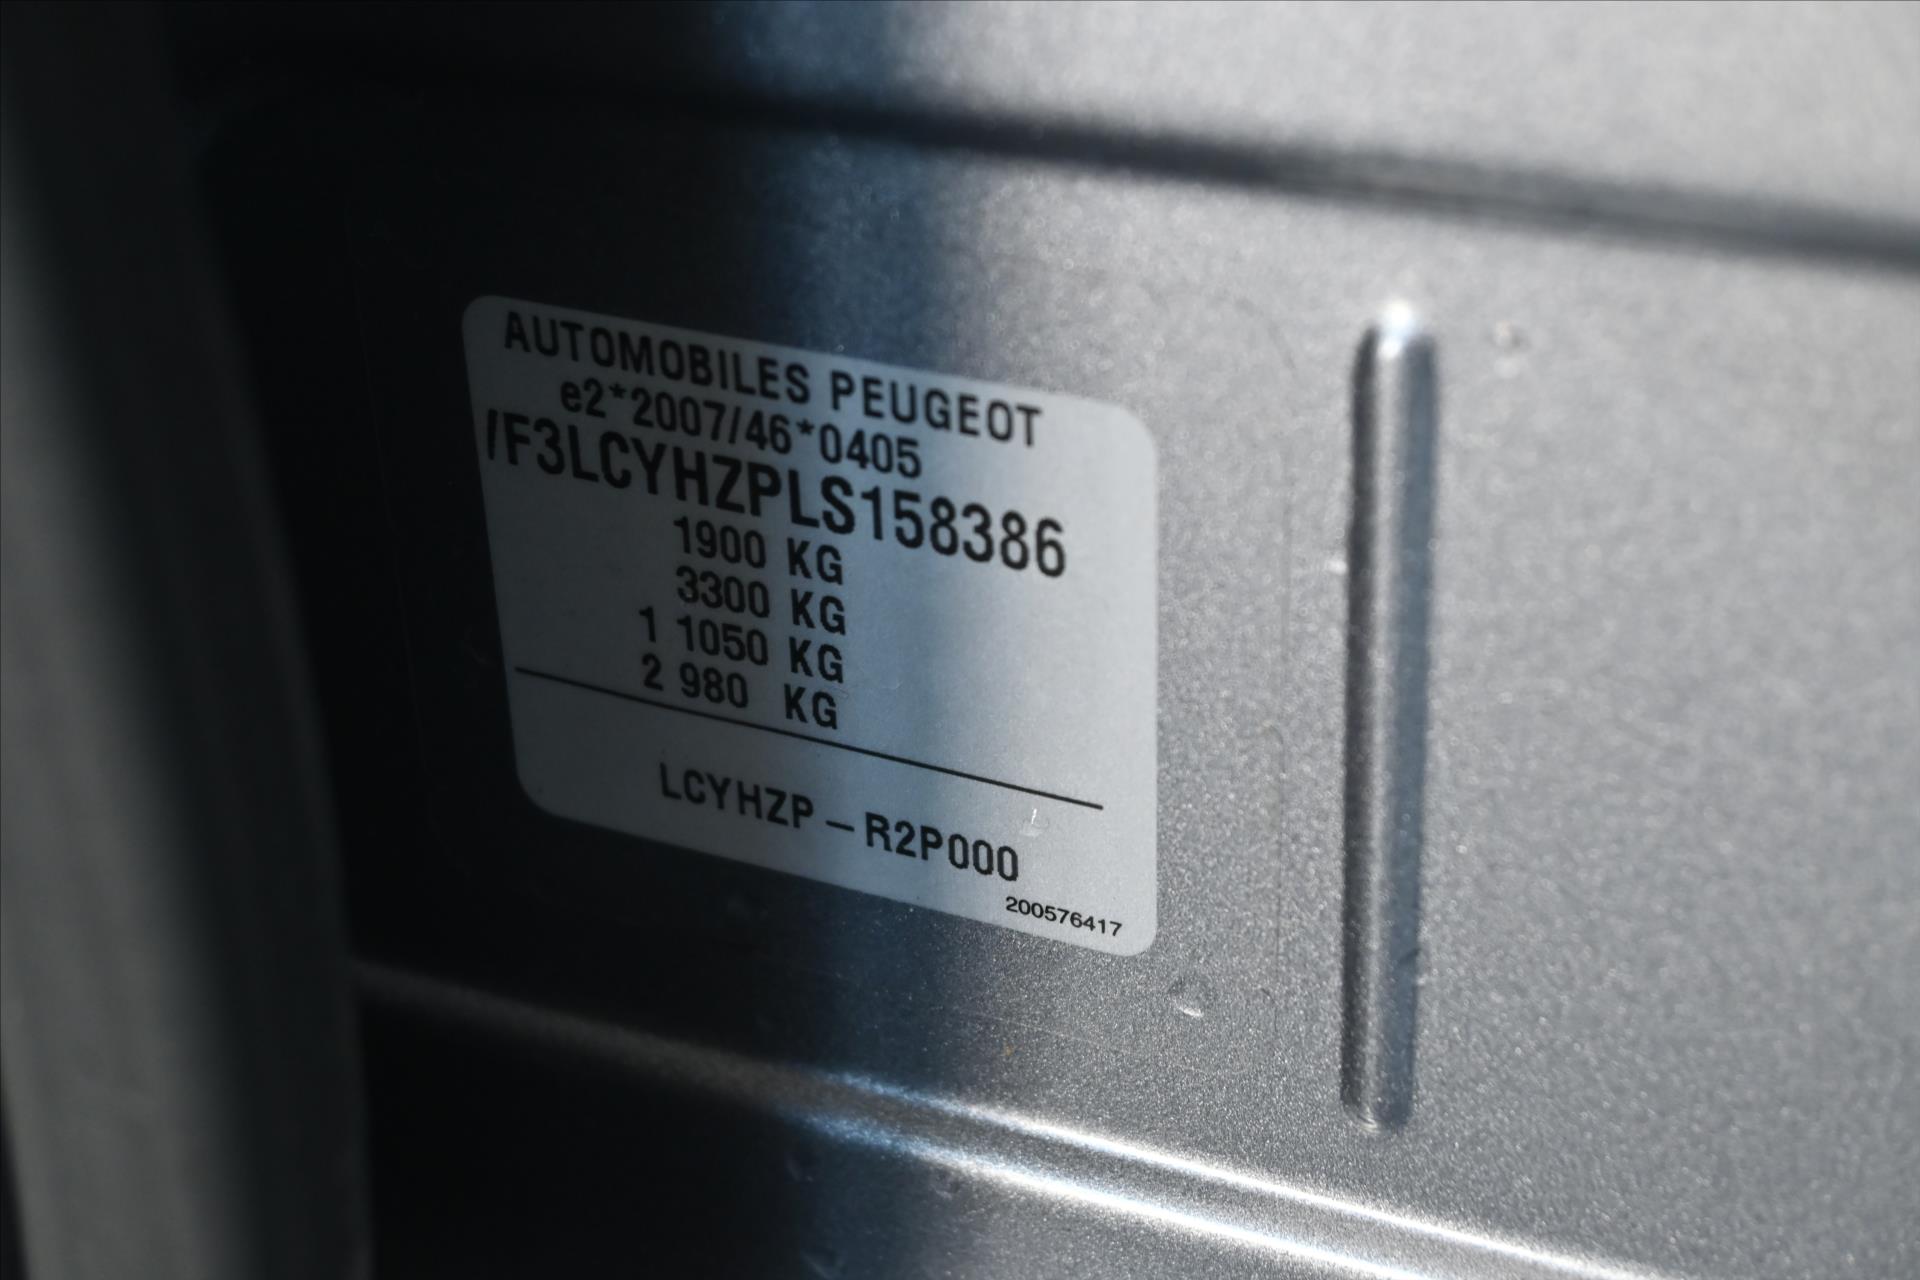 AUTOMOBILES PEUGEOT
e2*2007/46*0405
/F3LCYHZPLS158386
1900 KG
3300 KG
1 1050 KG
2 980 KG
LCYHZP – R2P000
200576417